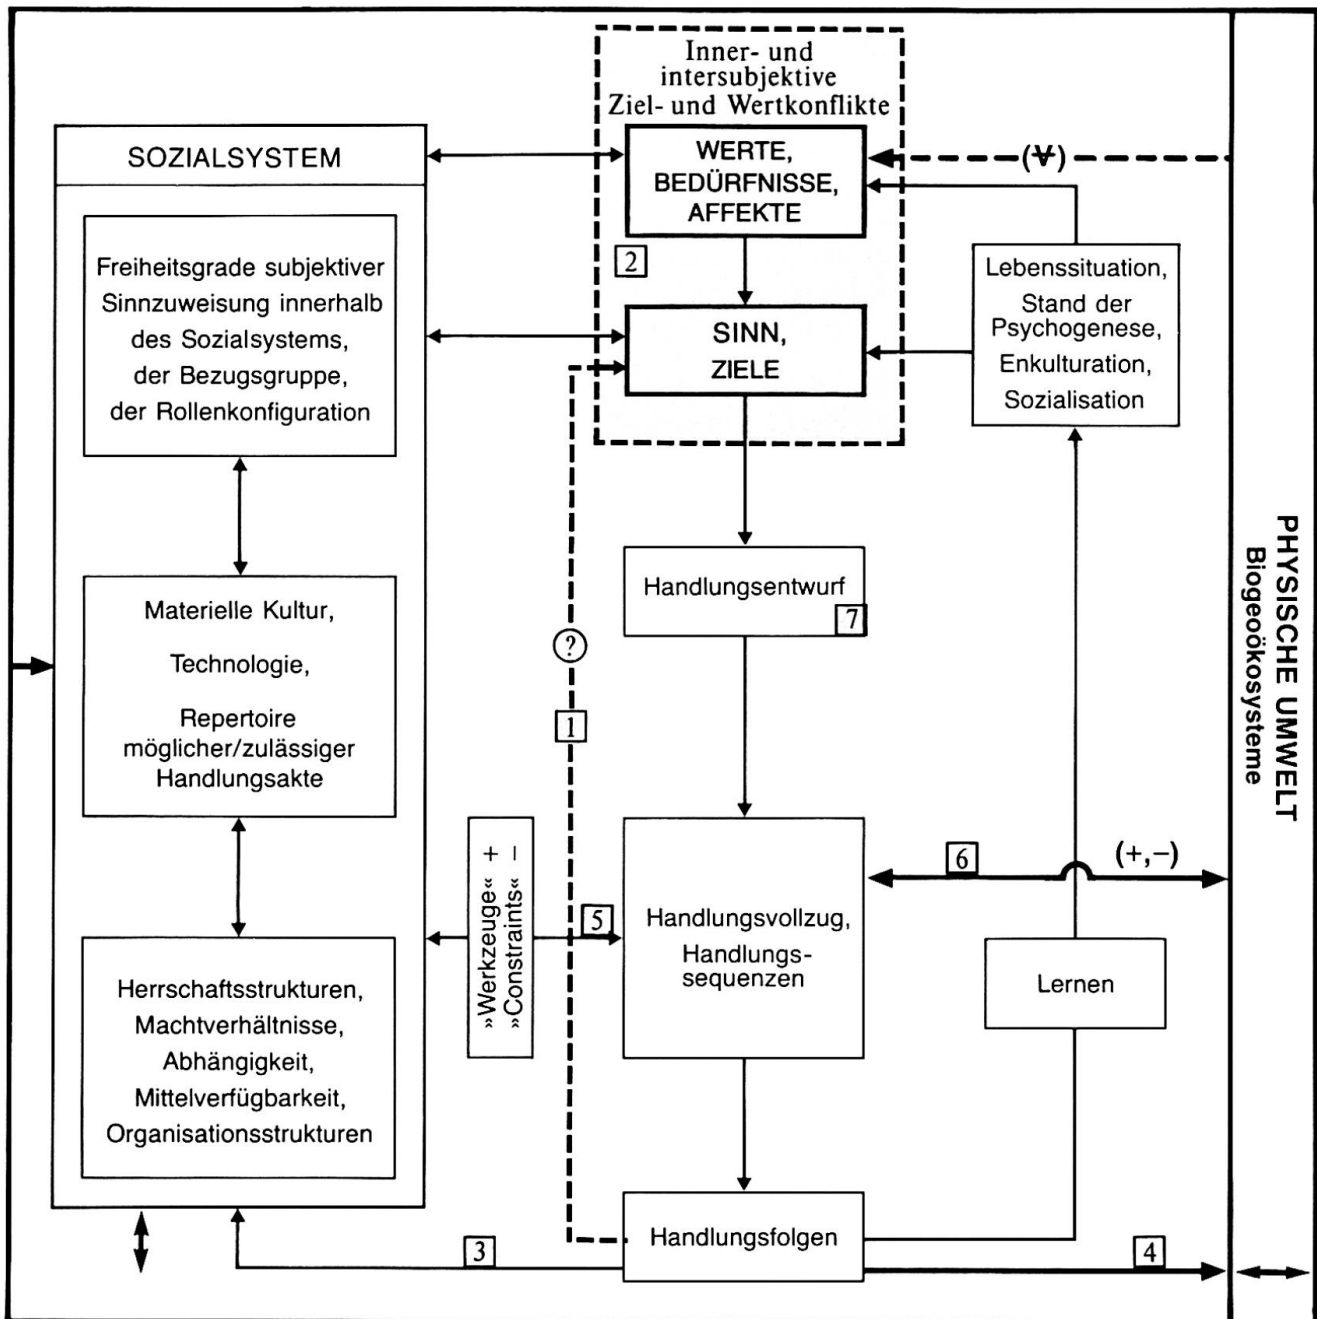 Inner- und
intersubjektive
Ziel- und Wertkonflikte
SOZIALSYSTEM
WERTE,
BEDÜRFNISSE,
AFFEKTE
(∀)
2
Freiheitsgrade subjektiver
Sinnzuweisung innerhalb
des Sozialsystems,
der Bezugsgruppe,
der Rollenkonfiguration
SINN,
ZIELE
Lebenssituation,
Stand der
Psychogenese,
Enkulturation,
Sozialisation
Handlungsentwurf
7
Materielle Kultur,
Technologie,
Repertoire
möglicher/zulässiger
Handlungsakte
?
1
PHYSISCHE UMWELT
Biogeoökosysteme
»Werkzeuge« +
»Constraints« −
5
Handlungsvollzug,
Handlungs-
sequenzen
6
(+,−)
Lernen
Herrschaftsstrukturen,
Machtverhältnisse,
Abhängigkeit,
Mittelverfügbarkeit,
Organisationsstrukturen
Handlungsfolgen
3
4